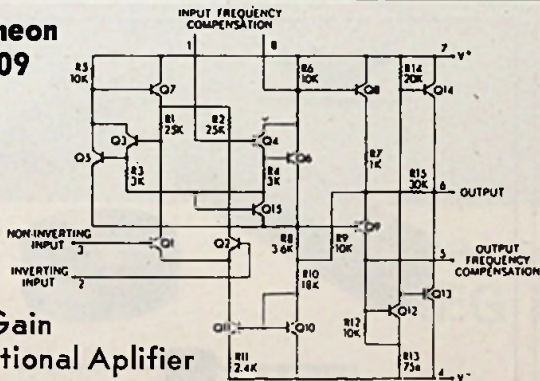 INPUT FREQUENCY
COMPENSATION
neon
09
1
8
7
V+
R5
10K
Q7
R6
10K
Q8
R14
20K
Q14
R1
25K
R2
25K
Q3
Q4
Q5
Q6
R3
3K
R4
3K
R7
1K
R15
30K
6
OUTPUT
Q15
NON-INVERTING
INPUT
3
Q1
Q2
R8
3.6K
R9
10K
Q9
5
OUTPUT
FREQUENCY
COMPENSATION
INVERTING
INPUT
2
R10
18K
Q13
Q12
Gain
tional Aplifier
Q11
Q10
R12
10K
R11
2.4K
R13
75Ω
4
V-